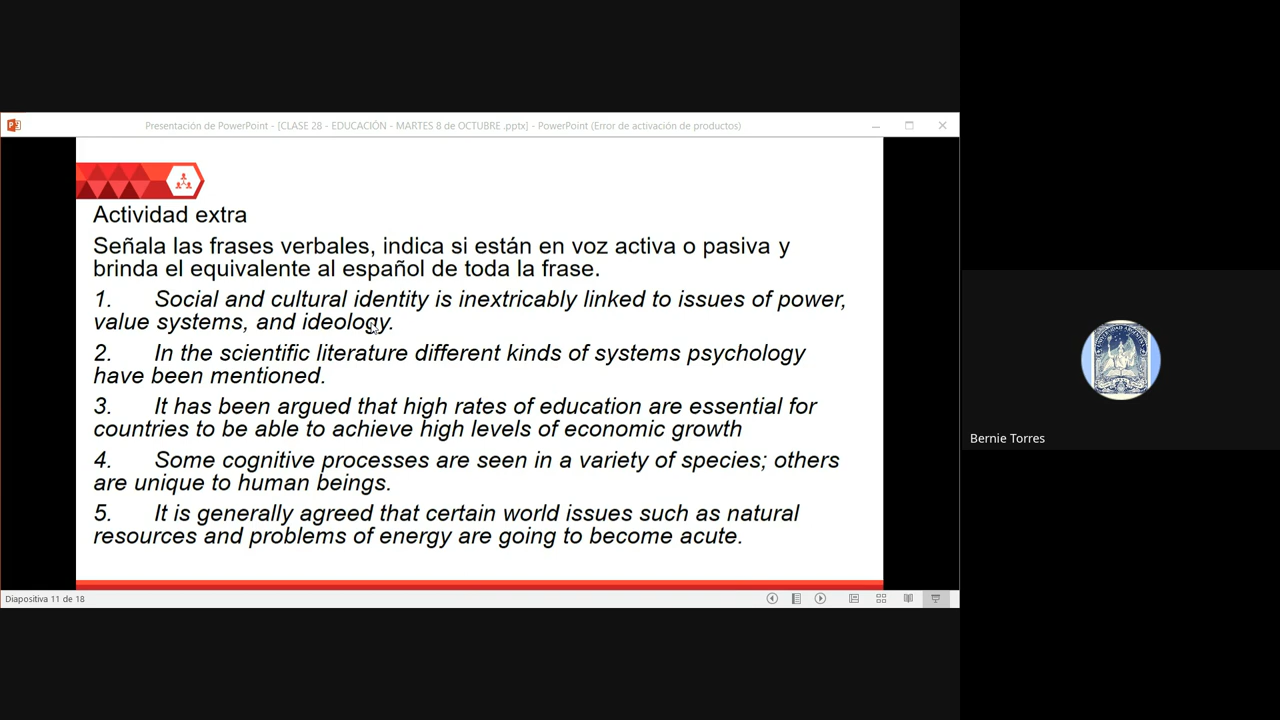 Presentación de PowerPoint - [CLASE 28 - EDUCACIÓN - MARTES 8 de OCTUBRE .pptx] - PowerPoint (Error de activación de productos)
Actividad extra
Señala las frases verbales, indica si están en voz activa o pasiva y
brinda el equivalente al español de toda la frase.
1. Social and cultural identity is inextricably linked to issues of power,
value systems, and ideology.
2. In the scientific literature different kinds of systems psychology
have been mentioned.
3. It has been argued that high rates of education are essential for
countries to be able to achieve high levels of economic growth
4. Some cognitive processes are seen in a variety of species; others
are unique to human beings.
5. It is generally agreed that certain world issues such as natural
resources and problems of energy are going to become acute.
Diapositiva 11 de 18
Bernie Torres